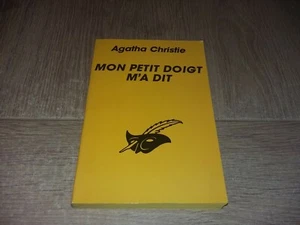 Agatha Christie
MON PETIT DOIGT
M'A DIT